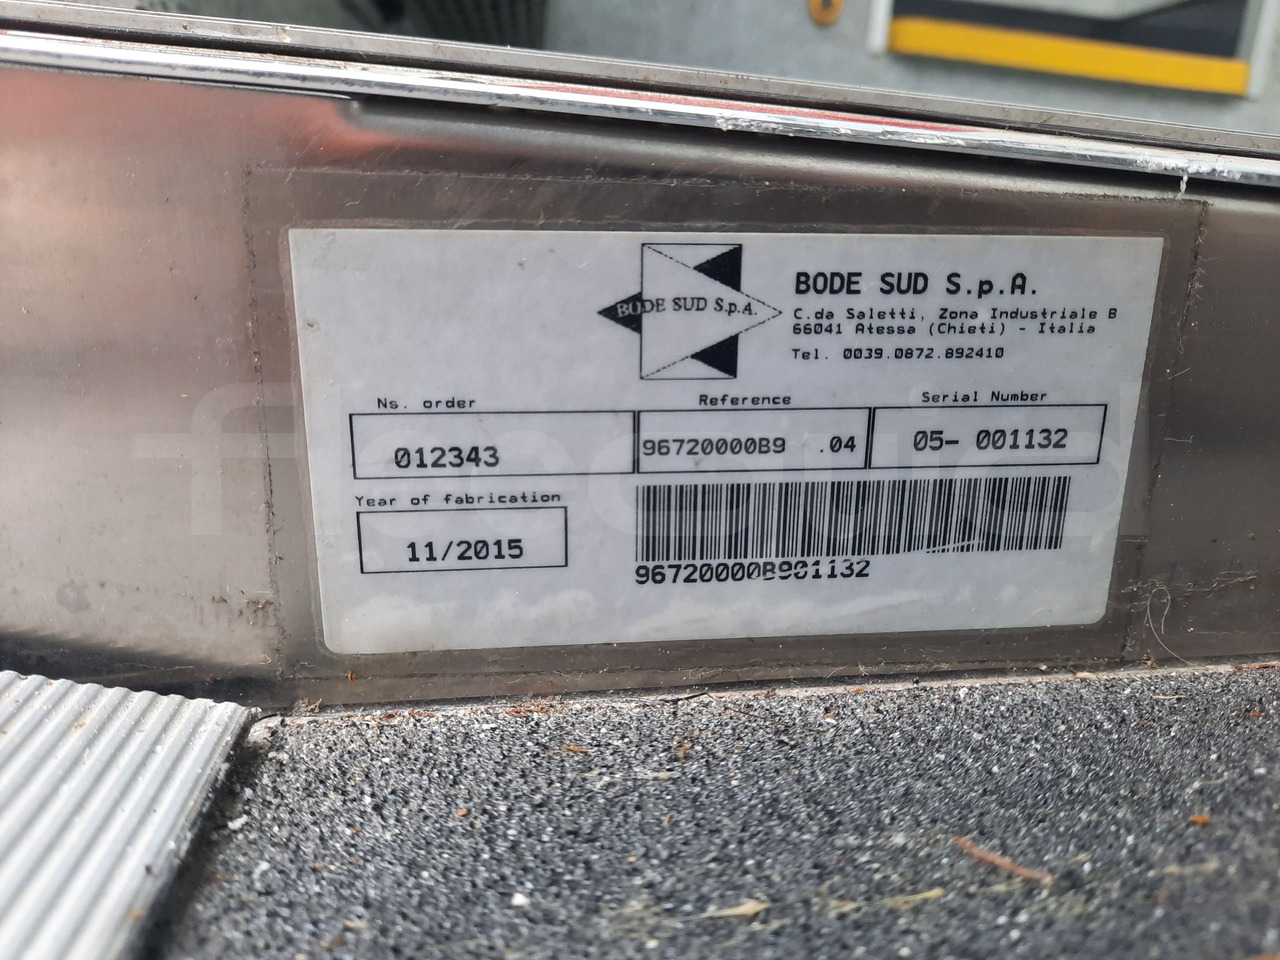 BODE SUD S.p.A.
BODE SUD S.p.A.
C.da Saletti, Zona Industriale B
66041 Atessa (Chieti) - Italia
Tel. 0039.0872.892410
Ns. order
Reference
Serial Number
012343
96720000B9 .04
05- 001132
Year of fabrication
11/2015
96720000B901132